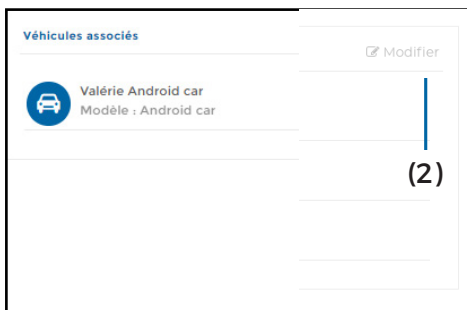 Véhicules associés
Modifier
Valérie Android car
Modèle : Android car
(2)